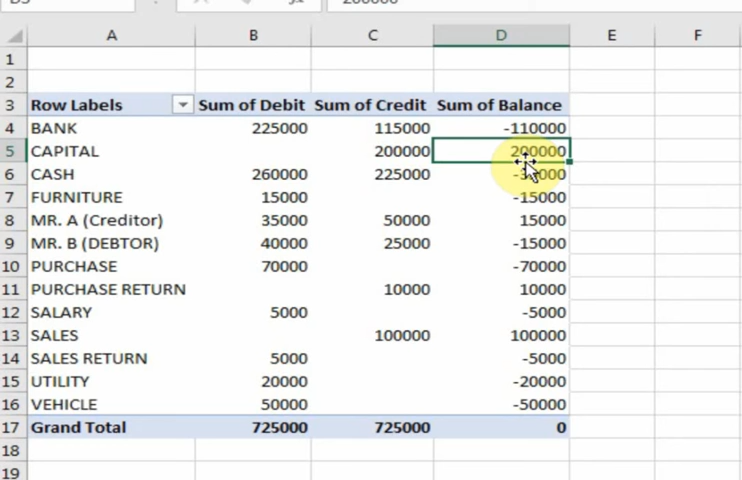 A B C D E F
1
2
3 Row Labels Sum of Debit Sum of Credit Sum of Balance
4 BANK 225000 115000 -110000
5 CAPITAL 200000 200000
6 CASH 260000 225000
7 FURNITURE 15000 -15000
8 MR. A (Creditor) 35000 50000 15000
9 MR. B (DEBTOR) 40000 25000 -15000
10 PURCHASE 70000 -70000
11 PURCHASE RETURN 10000 10000
12 SALARY 5000 -5000
13 SALES 100000 100000
14 SALES RETURN 5000 -5000
15 UTILITY 20000 -20000
16 VEHICLE 50000 -50000
17 Grand Total 725000 725000 0
18
19